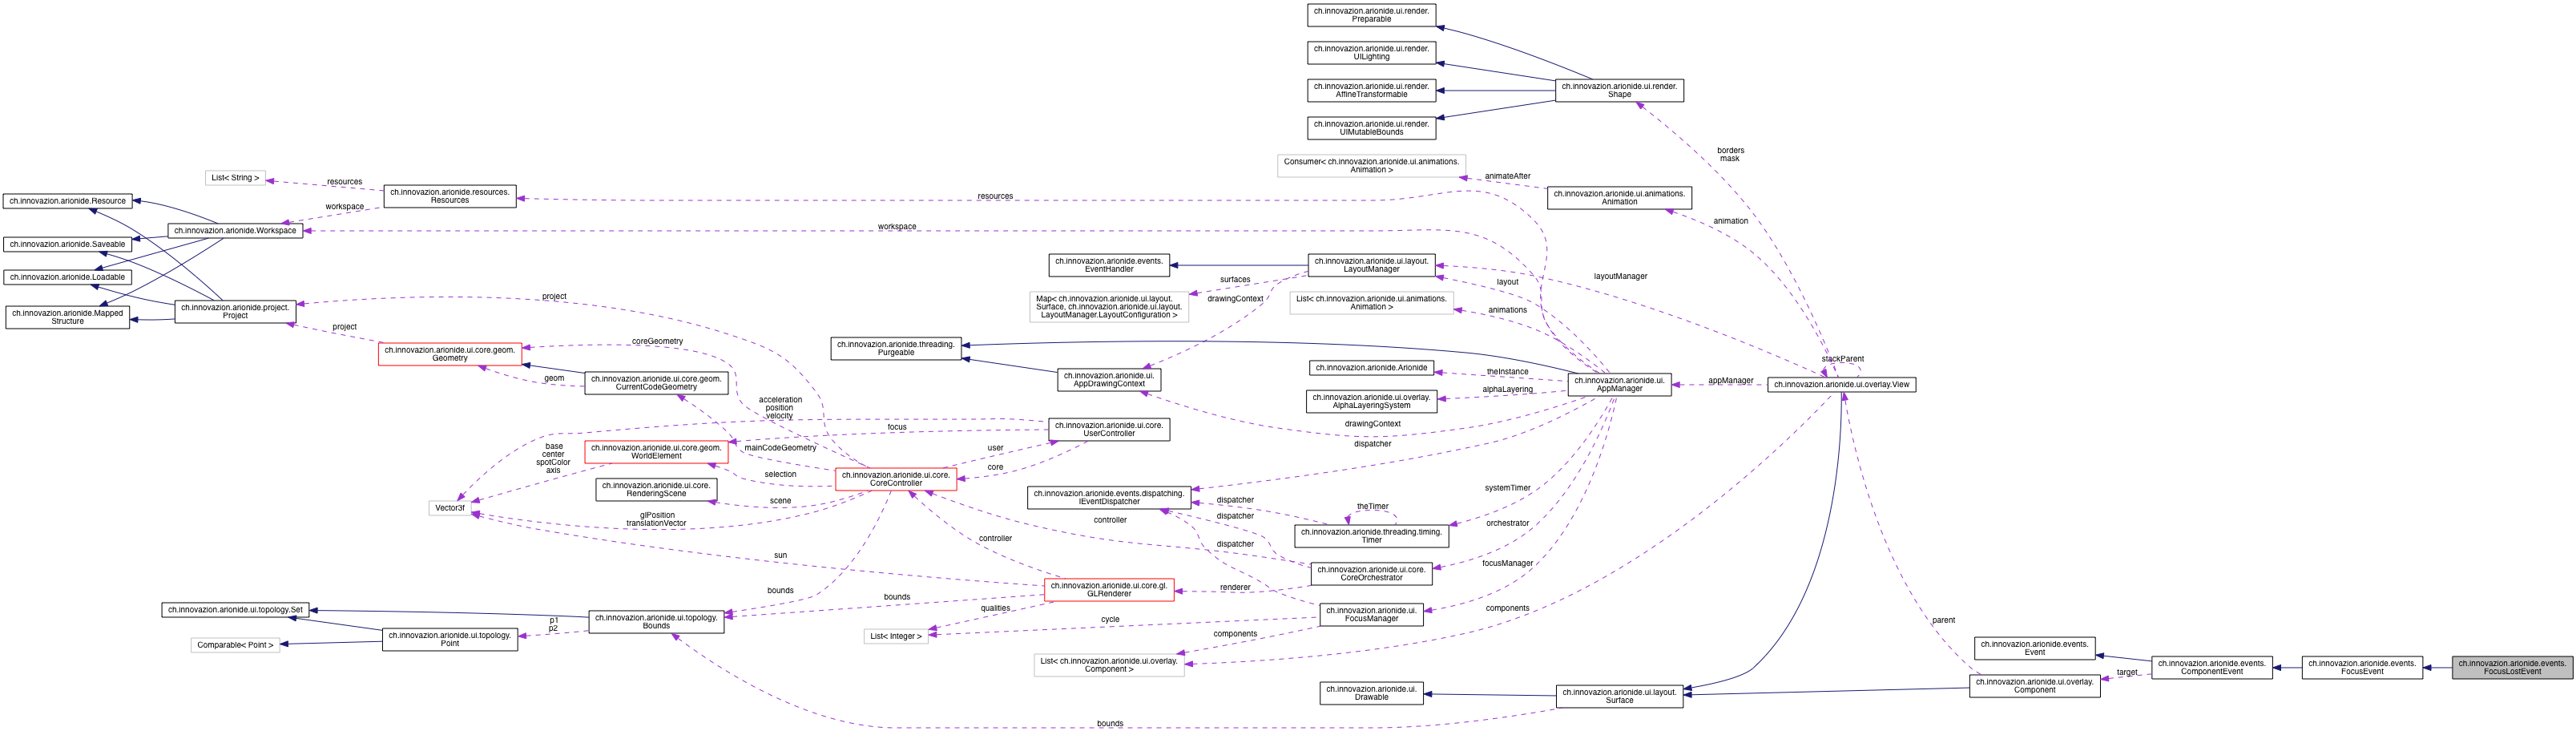 ch.innovazion.arionide.ui.render.
Preparable
ch.innovazion.arionide.ui.render.
UILighting
ch.innovazion.arionide.ui.render.
AffineTransformable
ch.innovazion.arionide.ui.render.
Shape
ch.innovazion.arionide.ui.render.
UIMutableBounds
borders
mask
Consumer< ch.innovazion.arionide.ui.animations.
Animation >
animateAfter
List< String >
resources
ch.innovazion.arionide.resources.
Resources
resources
ch.innovazion.arionide.ui.animations.
Animation
ch.innovazion.arionide.Resource
workspace
animation
ch.innovazion.arionide.Workspace
workspace
ch.innovazion.arionide.Saveable
ch.innovazion.arionide.events.
EventHandler
ch.innovazion.arionide.ui.layout.
LayoutManager
ch.innovazion.arionide.Loadable
surfaces
layout
layoutManager
project
drawingContext
Map< ch.innovazion.arionide.ui.layout.
Surface, ch.innovazion.arionide.ui.layout.
LayoutManager.LayoutConfiguration >
List< ch.innovazion.arionide.ui.animations.
Animation >
animations
ch.innovazion.arionide.Mapped
Structure
ch.innovazion.arionide.project.
Project
project
coreGeometry
ch.innovazion.arionide.threading.
Purgeable
ch.innovazion.arionide.ui.core.geom.
Geometry
stackParent
geom
ch.innovazion.arionide.ui.core.geom.
CurrentCodeGeometry
ch.innovazion.arionide.ui.
AppDrawingContext
ch.innovazion.arionide.Arionide
theInstance
ch.innovazion.arionide.ui.
AppManager
appManager
ch.innovazion.arionide.ui.overlay.View
alphaLayering
ch.innovazion.arionide.ui.overlay.
AlphaLayeringSystem
acceleration
position
velocity
focus
ch.innovazion.arionide.ui.core.
UserController
drawingContext
dispatcher
base
center
spotColor
axis
ch.innovazion.arionide.ui.core.geom.
WorldElement
mainCodeGeometry
user
core
selection
ch.innovazion.arionide.ui.core.
CoreController
ch.innovazion.arionide.ui.core.
RenderingScene
scene
ch.innovazion.arionide.events.dispatching.
IEventDispatcher
systemTimer
dispatcher
theTimer
Vector3f
glPosition
translationVector
controller
dispatcher
orchestrator
ch.innovazion.arionide.threading.timing.
Timer
controller
dispatcher
sun
focusManager
ch.innovazion.arionide.ui.core.
CoreOrchestrator
bounds
bounds
ch.innovazion.arionide.ui.core.gl.
GLRenderer
renderer
qualities
components
ch.innovazion.arionide.ui.topology.Set
ch.innovazion.arionide.ui.topology.
Bounds
p1
p2
cycle
ch.innovazion.arionide.ui.
FocusManager
parent
ch.innovazion.arionide.ui.topology.
Point
Comparable< Point >
List< Integer >
components
List< ch.innovazion.arionide.ui.overlay.
Component >
ch.innovazion.arionide.events.
Event
ch.innovazion.arionide.events.
ComponentEvent
ch.innovazion.arionide.events.
FocusEvent
ch.innovazion.arionide.events.
FocusLostEvent
target
ch.innovazion.arionide.ui.overlay.
Component
ch.innovazion.arionide.ui.
Drawable
ch.innovazion.arionide.ui.layout.
Surface
bounds